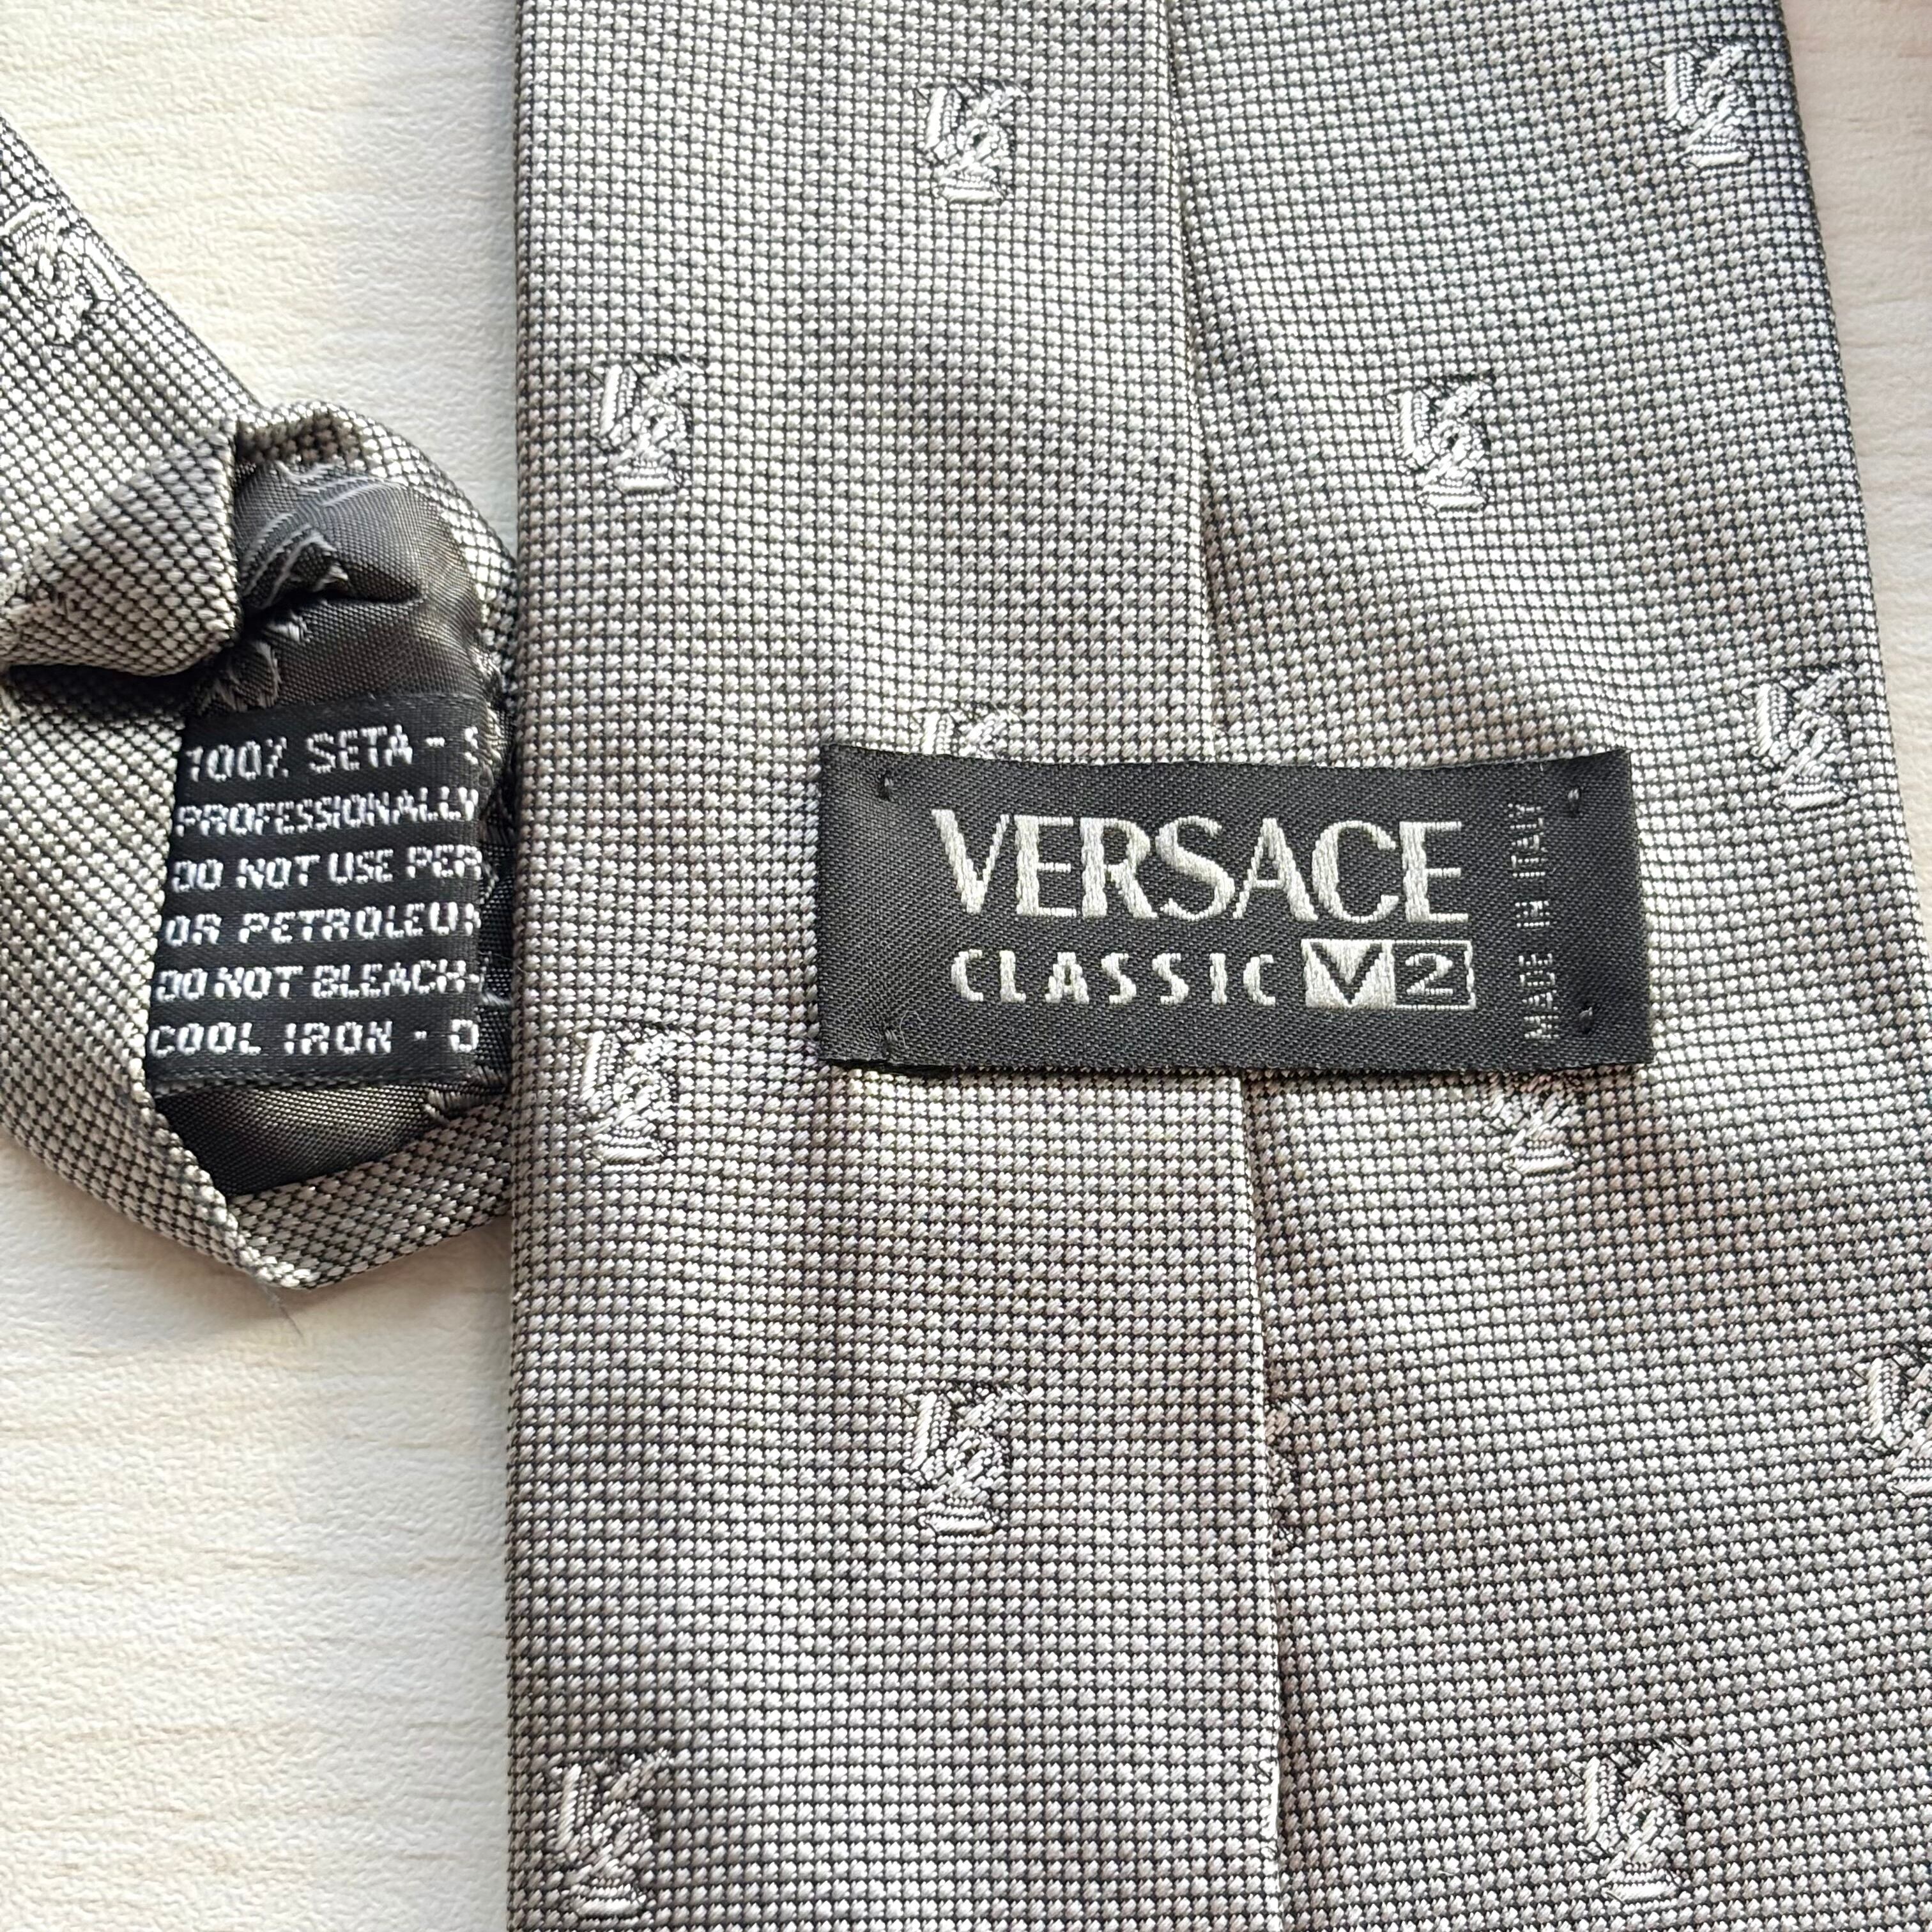 100% SETA - S
PROFESSIONALLY
DO NOT USE PER
OR PETROLEUM
DO NOT BLEACH-
COOL IRON - D
VERSACE
CLASSIC V2
MADE IN ITALY